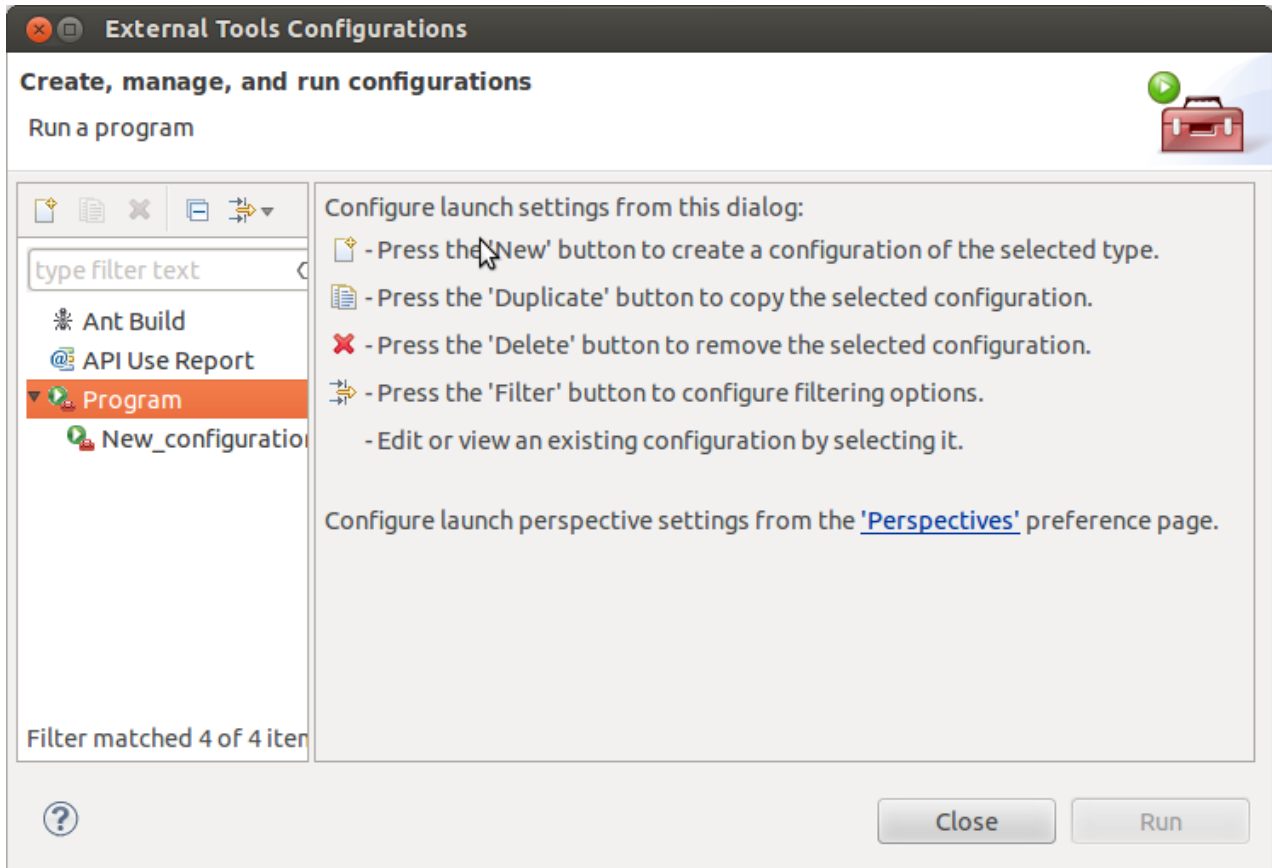 External Tools Configurations
Create, manage, and run configurations
Run a program
type filter text
Ant Build
API Use Report
Program
New_configuratio
Filter matched 4 of 4 iten
Configure launch settings from this dialog:
- Press the 'New' button to create a configuration of the selected type.
- Press the 'Duplicate' button to copy the selected configuration.
- Press the 'Delete' button to remove the selected configuration.
- Press the 'Filter' button to configure filtering options.
- Edit or view an existing configuration by selecting it.
Configure launch perspective settings from the 'Perspectives' preference page.
?
Close
Run